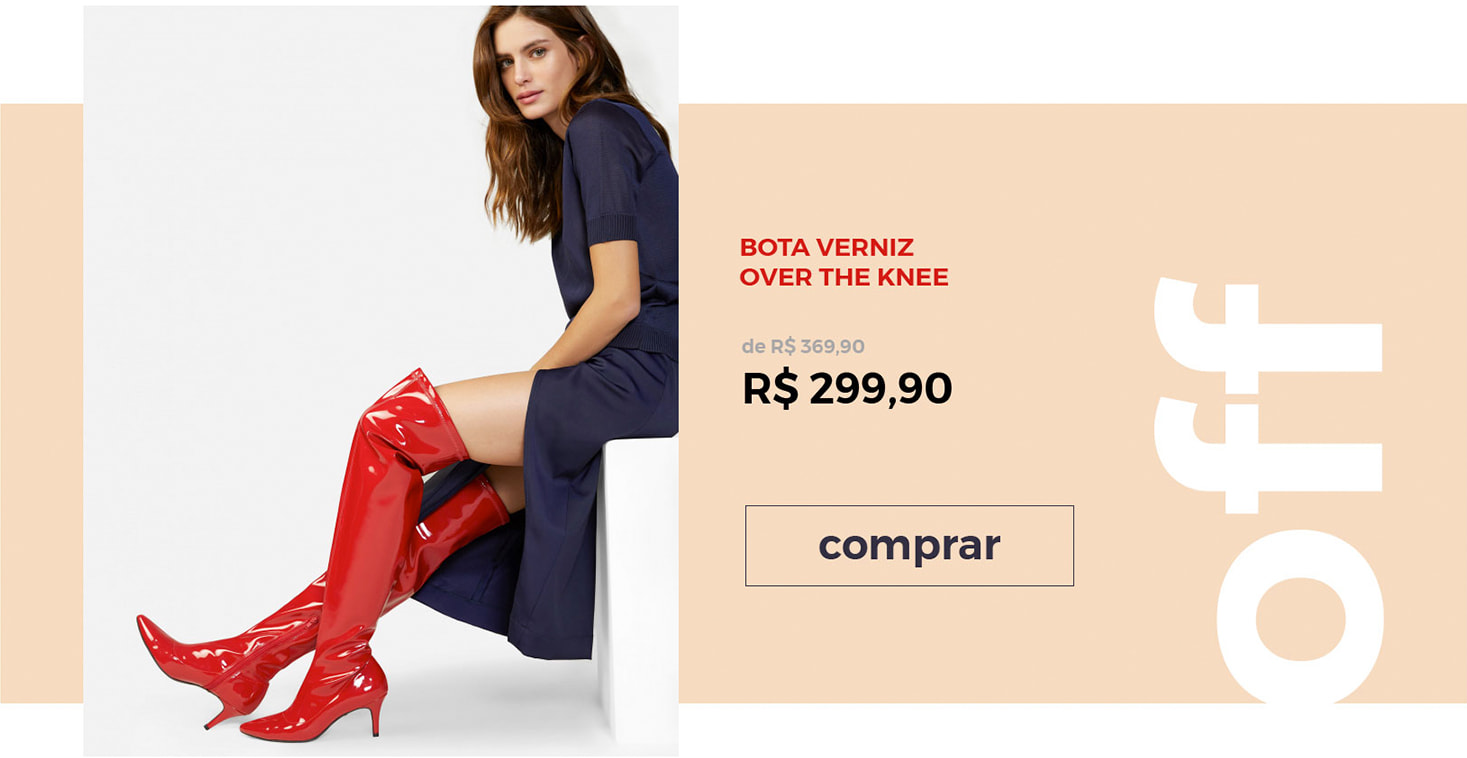 BOTA VERNIZ
OVER THE KNEE
de R$ 369,90
R$ 299,90
comprar
off